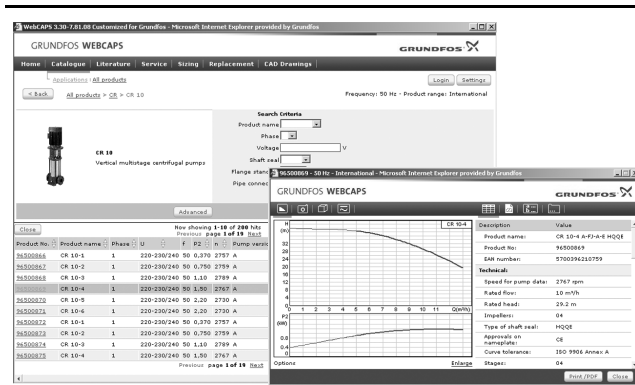 WebCAPS 3.30-7.81.08 Customized for Grundfos - Microsoft Internet Explorer provided by Grundfos
GRUNDFOS WEBCAPS
GRUNDFOS
Home Catalogue Literature Service Sizing Replacement CAD Drawings
Applications All products
Login Settings
< Back All products > CR > CR 10
Frequency: 50 Hz - Product range: International
Search Criteria
Product name
Phase
Voltage V
Shaft seal
Flange stand
Pipe connec
CR 10
Vertical multistage centrifugal pumps
Advanced
Close
Now showing 1-10 of 280 hits
Previous page 1 of 19 Next
Product No. Product name Phase U f P2 n Pump versio
96500866 CR 10-1 1 220-230/240 50 0,370 2757 A
96500867 CR 10-2 1 220-230/240 50 0,750 2759 A
96500868 CR 10-3 1 220-230/240 50 1,10 2789 A
96500869 CR 10-4 1 220-230/240 50 1,50 2767 A
96500870 CR 10-5 1 220-230/240 50 2,20 2730 A
96500871 CR 10-6 1 220-230/240 50 2,20 2730 A
96500872 CR 10-1 1 220-230/240 50 0,370 2757 A
96500873 CR 10-2 1 220-230/240 50 0,750 2759 A
96500874 CR 10-3 1 220-230/240 50 1,10 2789 A
96500875 CR 10-4 1 220-230/240 50 1,50 2767 A
Previous page 1 of 19 Next
96500869 - 50 Hz - International - Microsoft Internet Explorer provided by Grundfos
GRUNDFOS WEBCAPS
GRUNDFOS
H
(m)
CR 10-4
32
28
24
20
16
12
8
4
0
0 1 2 3 4 5 6 7 8 9 10 11 Q(m³/h)
P2
(kW)
0.8
0.4
0.0
Options
Enlarge
Description Value
Product name: CR 10-4 A-FJ-A-E HQQE
Product No: 96500869
EAN number: 5700396210759
Technical:
Speed for pump data: 2767 rpm
Rated flow: 10 m³/h
Rated head: 29.2 m
Impellers: 04
Type of shaft seal: HQQE
Approvals on nameplate: CE
Curve tolerance: ISO 9906 Annex A
Stages: 04
Print /PDF Close